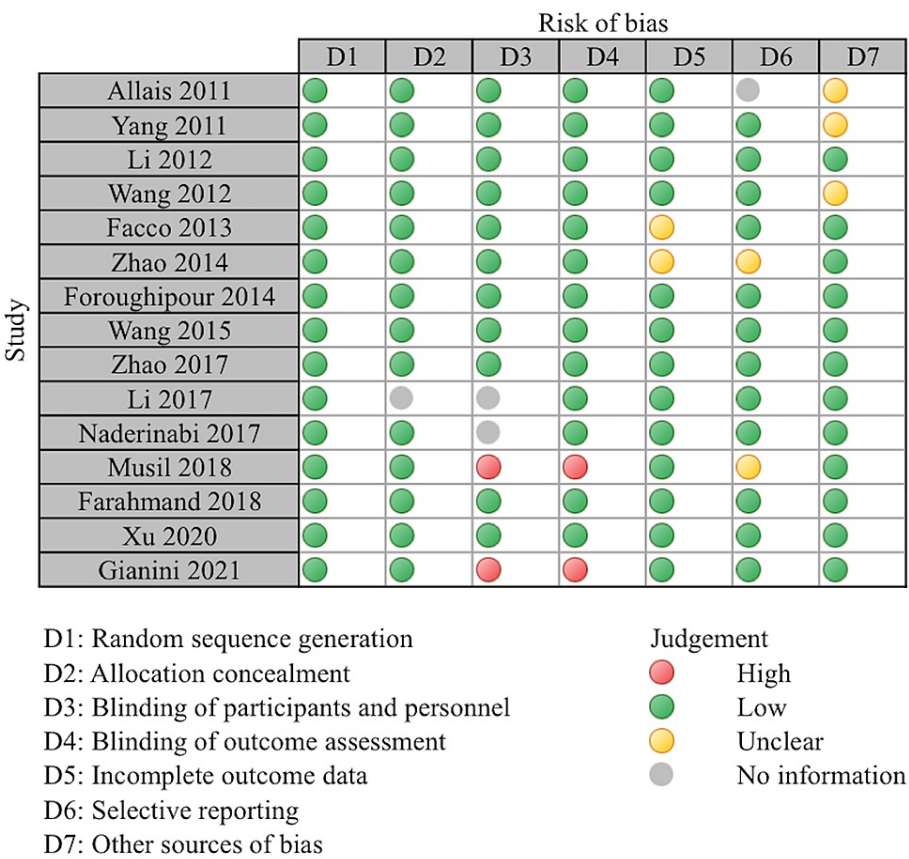 Risk of bias
D1 D2 D3 D4 D5 D6 D7
Study
Allais 2011
Yang 2011
Li 2012
Wang 2012
Facco 2013
Zhao 2014
Foroughipour 2014
Wang 2015
Zhao 2017
Li 2017
Naderinabi 2017
Musil 2018
Farahmand 2018
Xu 2020
Gianini 2021
D1: Random sequence generation
D2: Allocation concealment
D3: Blinding of participants and personnel
D4: Blinding of outcome assessment
D5: Incomplete outcome data
D6: Selective reporting
D7: Other sources of bias
Judgement
High
Low
Unclear
No information